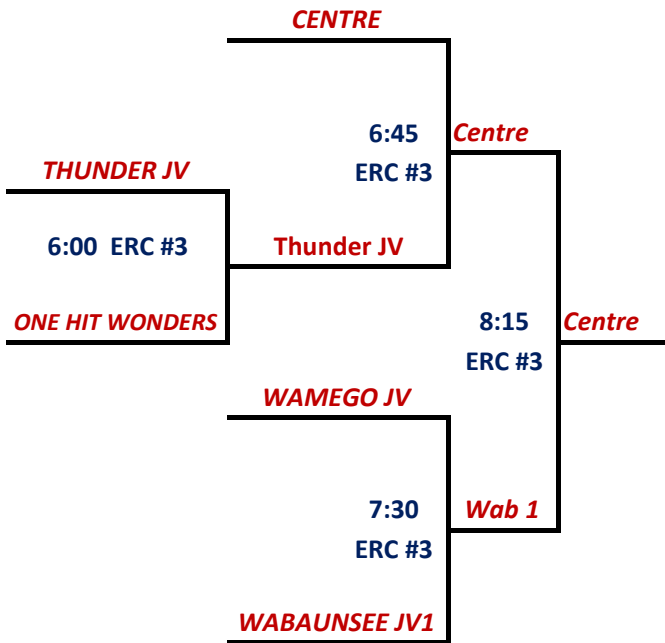 CENTRE
6:45
ERC #3
Centre
THUNDER JV
6:00 ERC #3
Thunder JV
ONE HIT WONDERS
8:15
ERC #3
Centre
WAMEGO JV
7:30
ERC #3
Wab 1
WABAUNSEE JV1